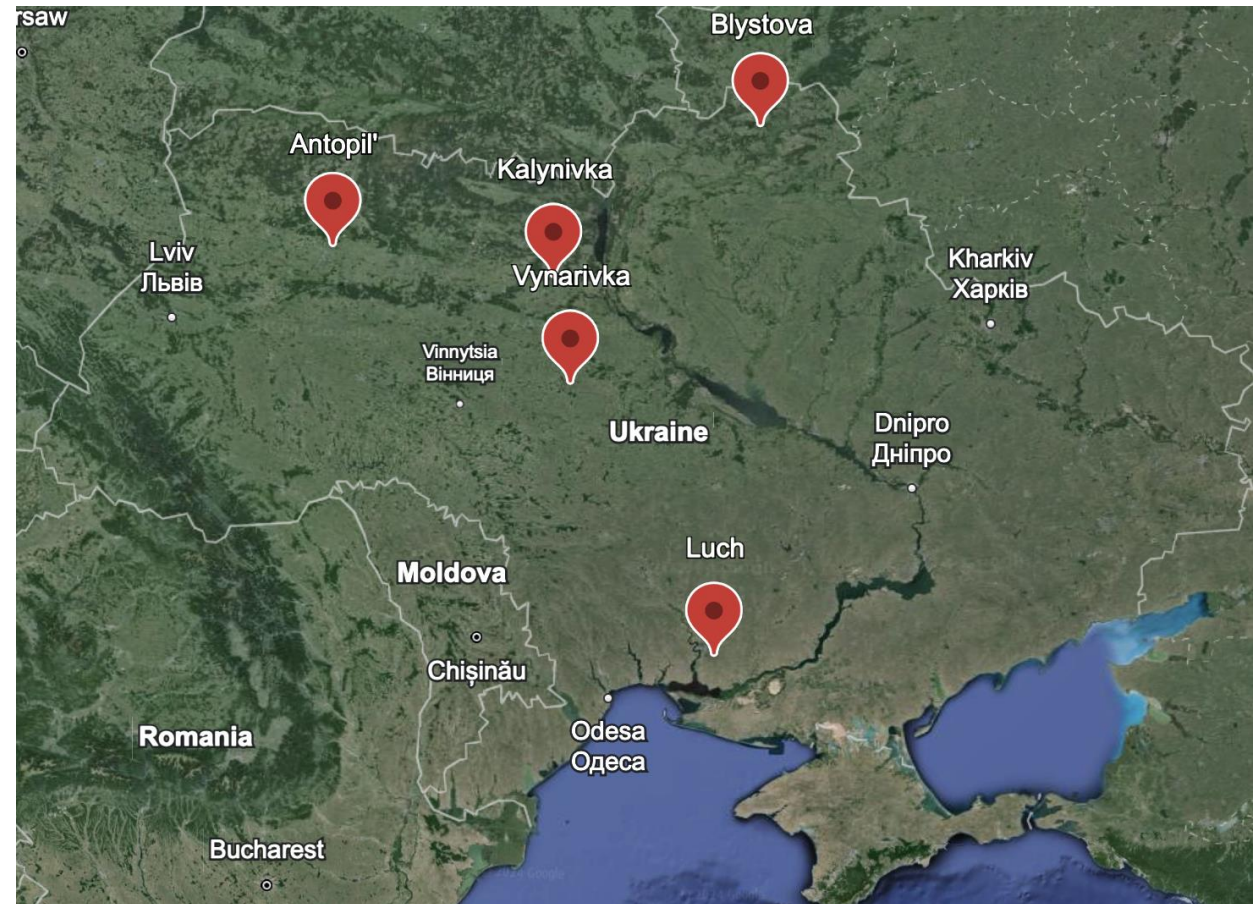 rsaw
Blystova
Antopil'
Kalynivka
Lviv
Львів
Kharkiv
Харків
Vynarivka
Vinnytsia
Вінниця
Ukraine
Dnipro
Дніпро
Luch
Moldova
Chișinău
Romania
Odesa
Одеса
Bucharest